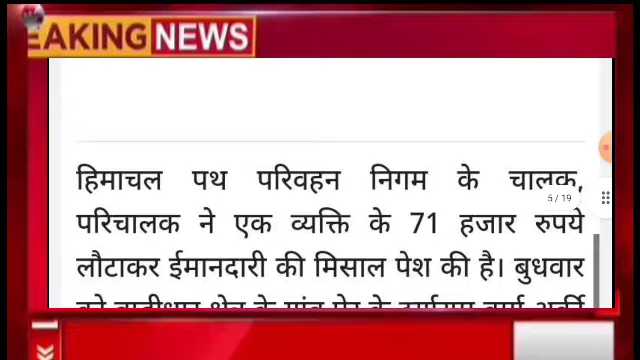 EAKING NEWS
हिमाचल पथ परिवहन निगम के चालक,
5/19
परिचालक ने एक व्यक्ति के 71 हजार रुपये
लौटाकर ईमानदारी की मिसाल पेश की है। बुधवार